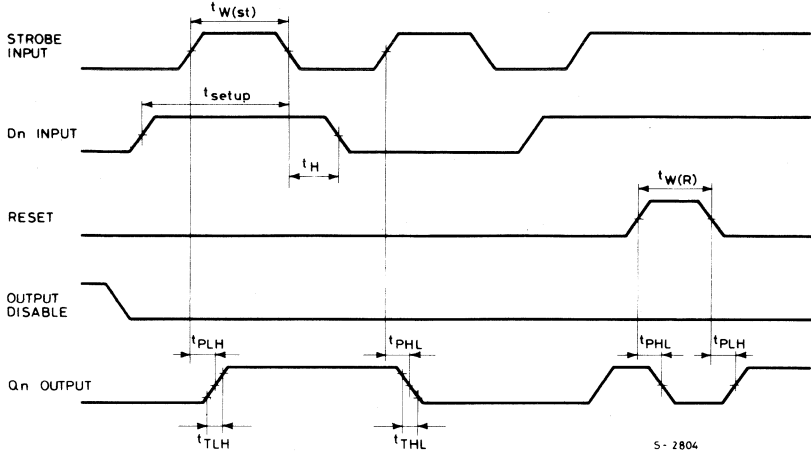 tW(st)
STROBE
INPUT
tsetup
Dn INPUT
tH
tW(R)
RESET
OUTPUT
DISABLE
tPLH
tPHL
tPHL
tPLH
Qn OUTPUT
tTLH
tTHL
S-2804